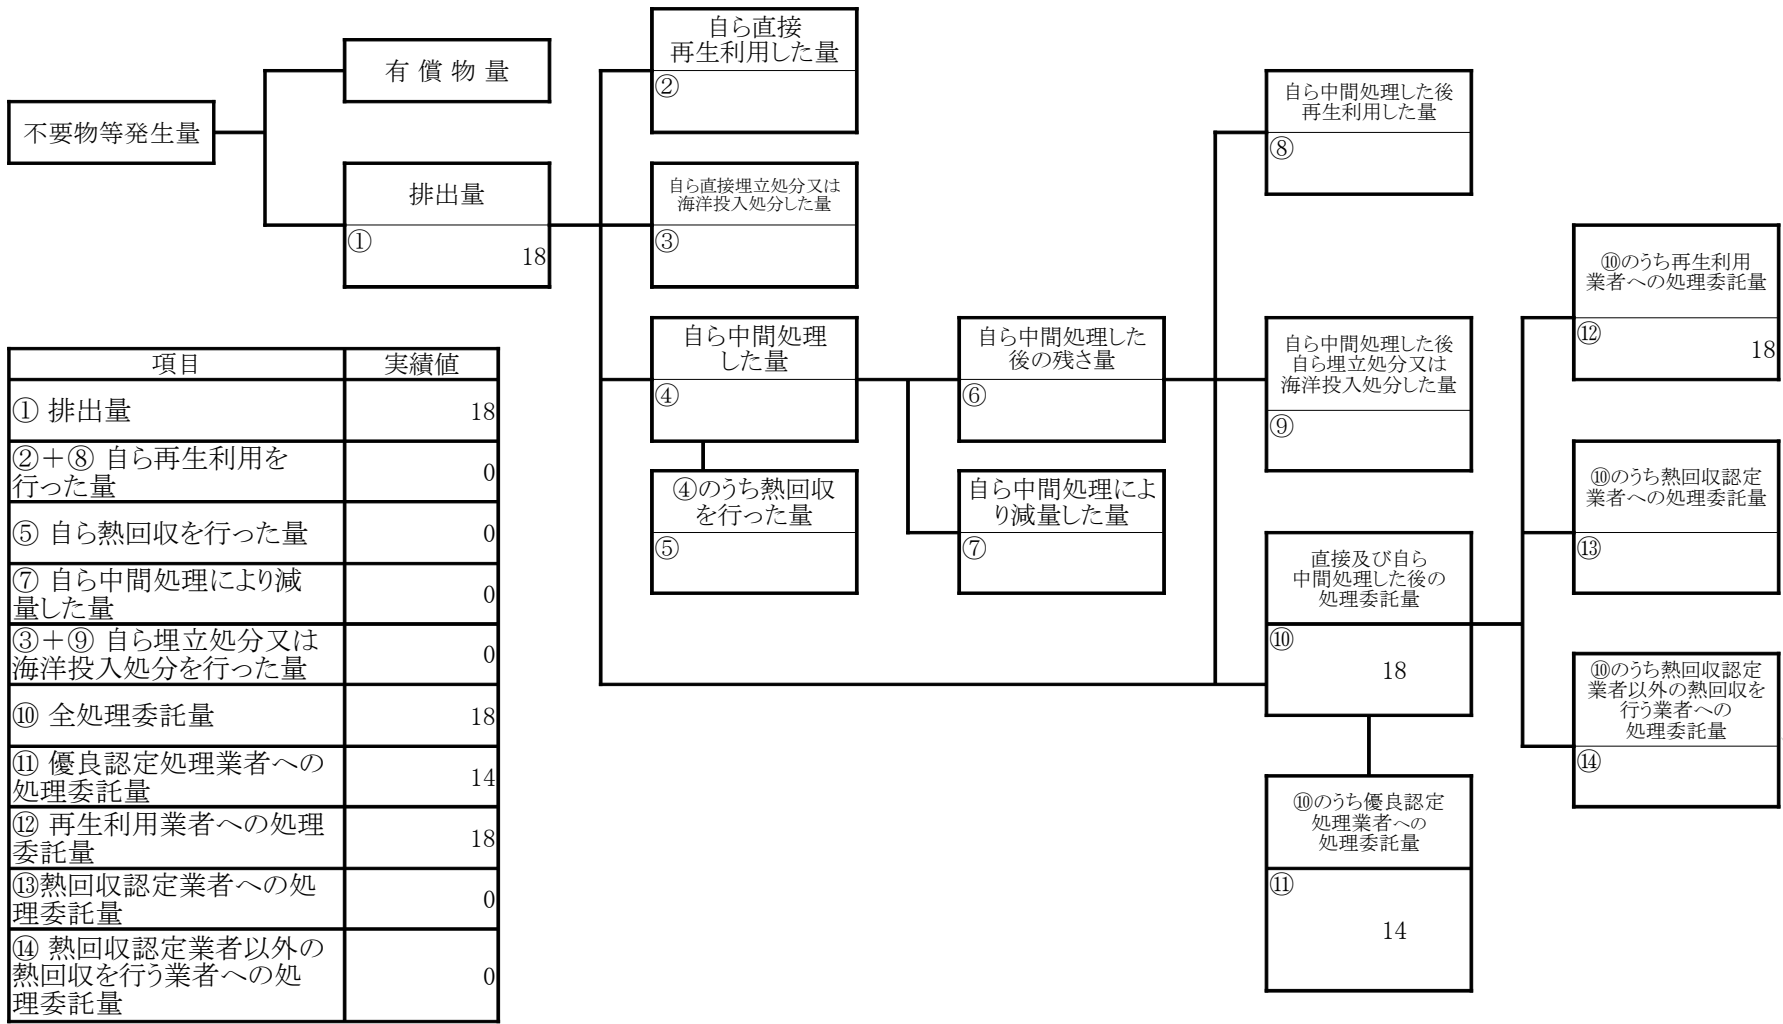 自ら直接
再生利用した量
②
有 償 物 量
不要物等発生量
排出量
①
18
自ら直接埋立処分又は
海洋投入処分した量
③
自ら中間処理した後
再生利用した量
⑧
⑩のうち再生利用
業者への処理委託量
⑫
18
自ら中間処理
した量
④
自ら中間処理した
後の残さ量
⑥
自ら中間処理した後
自ら埋立処分又は
海洋投入処分した量
⑨
④のうち熱回収
を行った量
⑤
自ら中間処理によ
り減量した量
⑦
⑩のうち熱回収認定
業者への処理委託量
⑬
直接及び自ら
中間処理した後の
処理委託量
⑩
18
⑩のうち熱回収認定
業者以外の熱回収を
行う業者への
処理委託量
⑭
⑩のうち優良認定
処理業者への
処理委託量
⑪
14
項目 実績値
① 排出量 18
②＋⑧ 自ら再生利用を
行った量 0
⑤ 自ら熱回収を行った量 0
⑦ 自ら中間処理により減
量した量 0
③＋⑨ 自ら埋立処分又は
海洋投入処分を行った量 0
⑩ 全処理委託量 18
⑪ 優良認定処理業者への
処理委託量 14
⑫ 再生利用業者への処理
委託量 18
⑬熱回収認定業者への処
理委託量 0
⑭ 熱回収認定業者以外の
熱回収を行う業者への処
理委託量 0